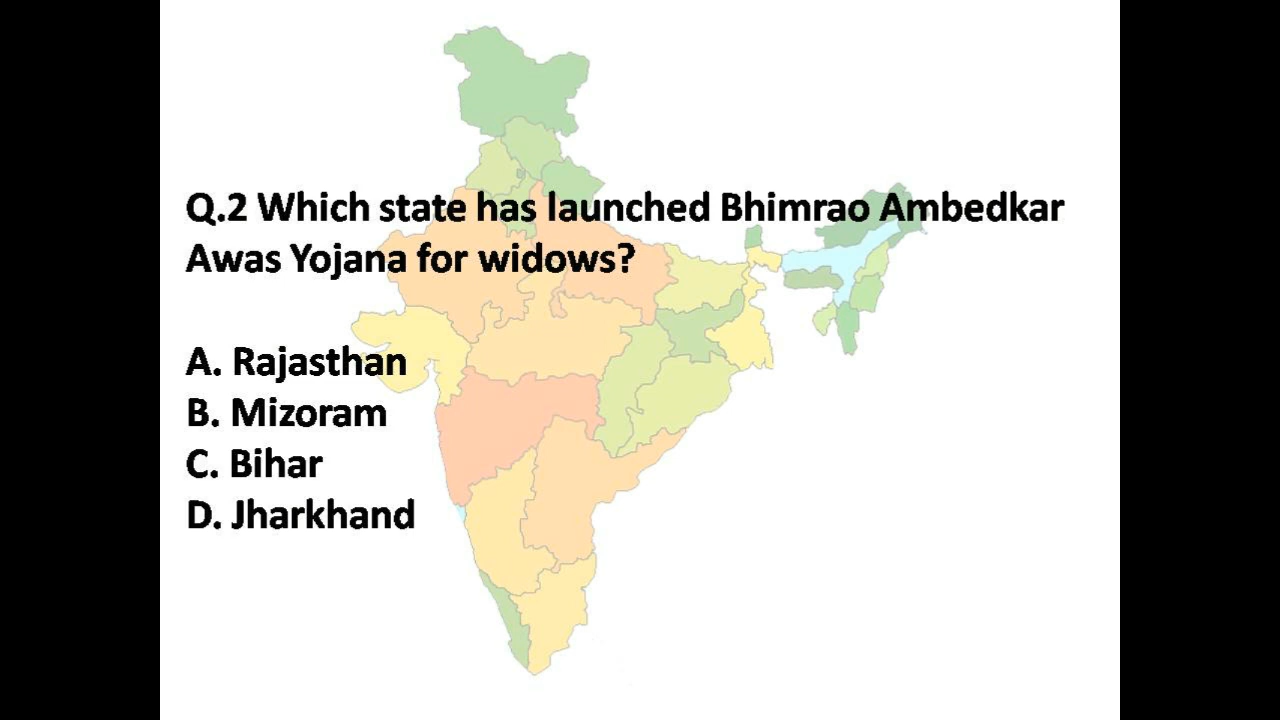 Q.2 Which state has launched Bhimrao Ambedkar
Awas Yojana for widows?
A. Rajasthan
B. Mizoram
C. Bihar
D. Jharkhand